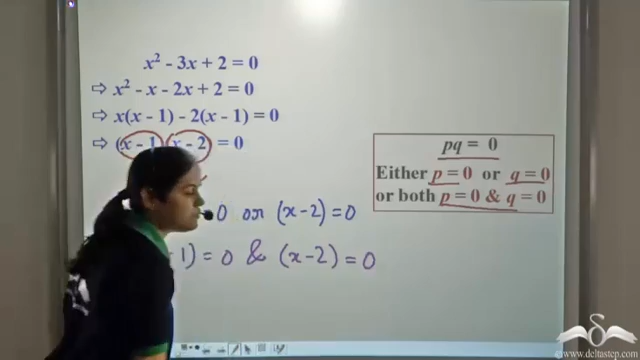 x² - 3x + 2 = 0
⇨ x² - x - 2x + 2 = 0
⇨ x(x - 1) - 2(x - 1) = 0
⇨ (x - 1) (x - 2) = 0
pq = 0
Either p = 0 or q = 0
or both p = 0 & q = 0
0 or (x-2) = 0
1) = 0 & (x-2) = 0
©www.deltastep.com